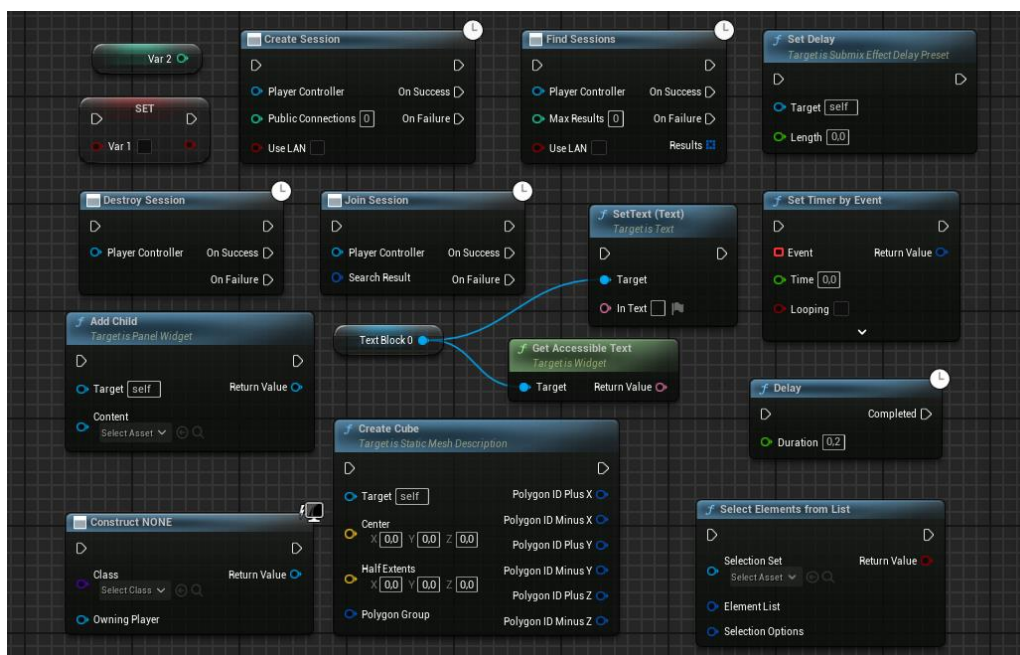 Var 2
SET
Var 1
Create Session
Player Controller On Success
Public Connections 0 On Failure
Use LAN
Find Sessions
Player Controller On Success
Max Results 0 On Failure
Use LAN Results
f Set Delay
Target is Submix Effect Delay Preset
Target self
Length 0,0
Destroy Session
Player Controller On Success
On Failure
Join Session
Player Controller On Success
Search Result On Failure
f SetText (Text)
Target is Text
Target
In Text
f Set Timer by Event
Event Return Value
Time 0,0
Looping
f Add Child
Target is Panel Widget
Target self Return Value
Content
Select Asset
Text Block 0
f Get Accessible Text
Target is Widget
Target Return Value
f Delay
Completed
Duration 0,2
f Create Cube
Target is Static Mesh Description
Target self Polygon ID Plus X
Center Polygon ID Minus X
X 0,0 Y 0,0 Z 0,0 Polygon ID Plus Y
Half Extents Polygon ID Minus Y
X 0,0 Y 0,0 Z 0,0 Polygon ID Plus Z
Polygon Group Polygon ID Minus Z
Construct NONE
Class Return Value
Select Class
Owning Player
f Select Elements from List
Selection Set Return Value
Select Asset
Element List
Selection Options